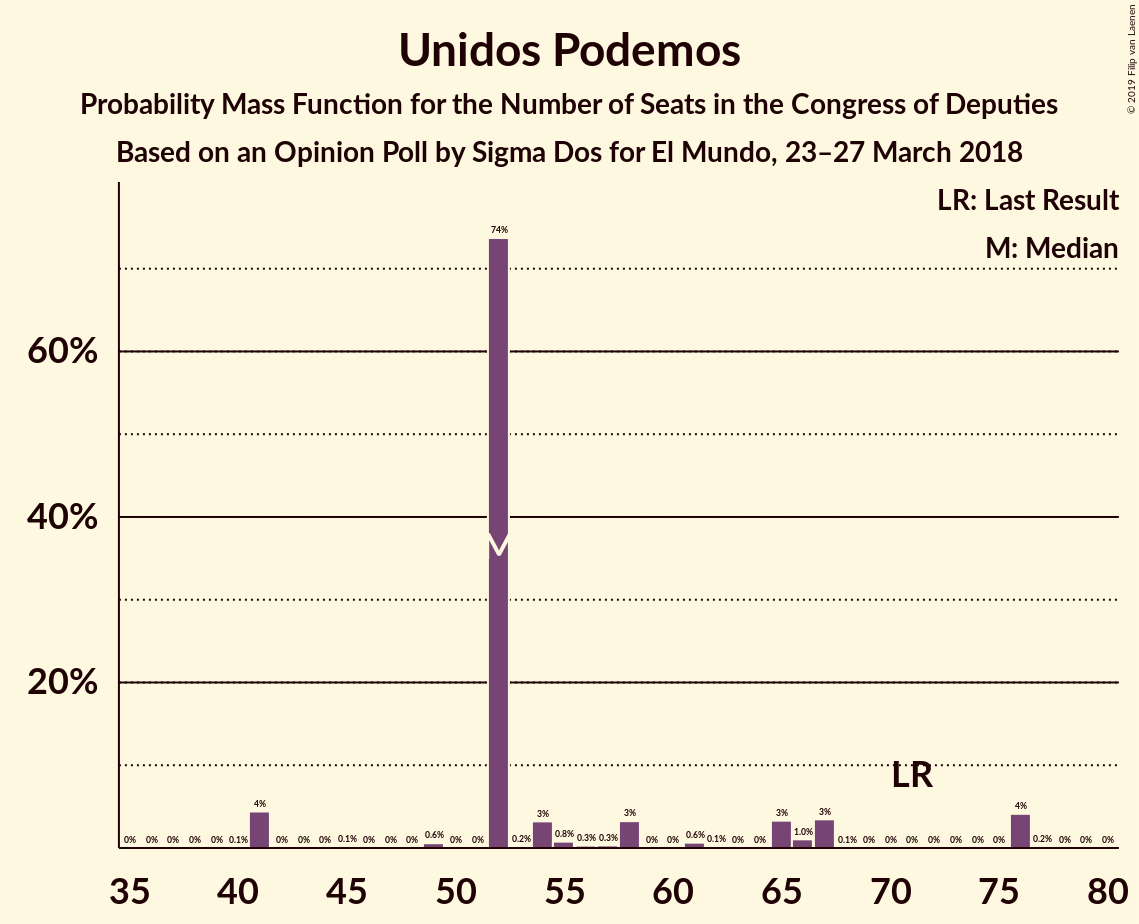 Unidos Podemos
Probability Mass Function for the Number of Seats in the Congress of Deputies
Based on an Opinion Poll by Sigma Dos for El Mundo, 23–27 March 2018
© 2019 Filip van Laenen
LR: Last Result
M: Median
60%
40%
20%
74%
LR
0% 0% 0% 0% 0% 0.1% 4% 0% 0% 0% 0.1% 0% 0% 0% 0.6% 0% 0% 0.2% 3% 0.8% 0.3% 0.3% 3% 0% 0% 0.6% 0.1% 0% 0% 3% 1.0% 3% 0.1% 0% 0% 0% 0% 0% 0% 0% 4% 0.2% 0% 0% 0%
35 40 45 50 55 60 65 70 75 80